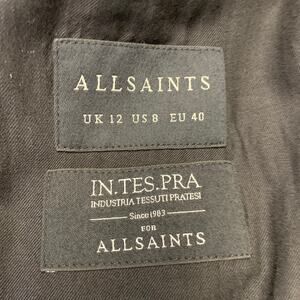 ALLSAINTS
UK 12 US 8 EU 40
IN.TES.PRA
INDUSTRIA TESSUTI PRATESI
Since 1983
FOR
ALLSAINTS